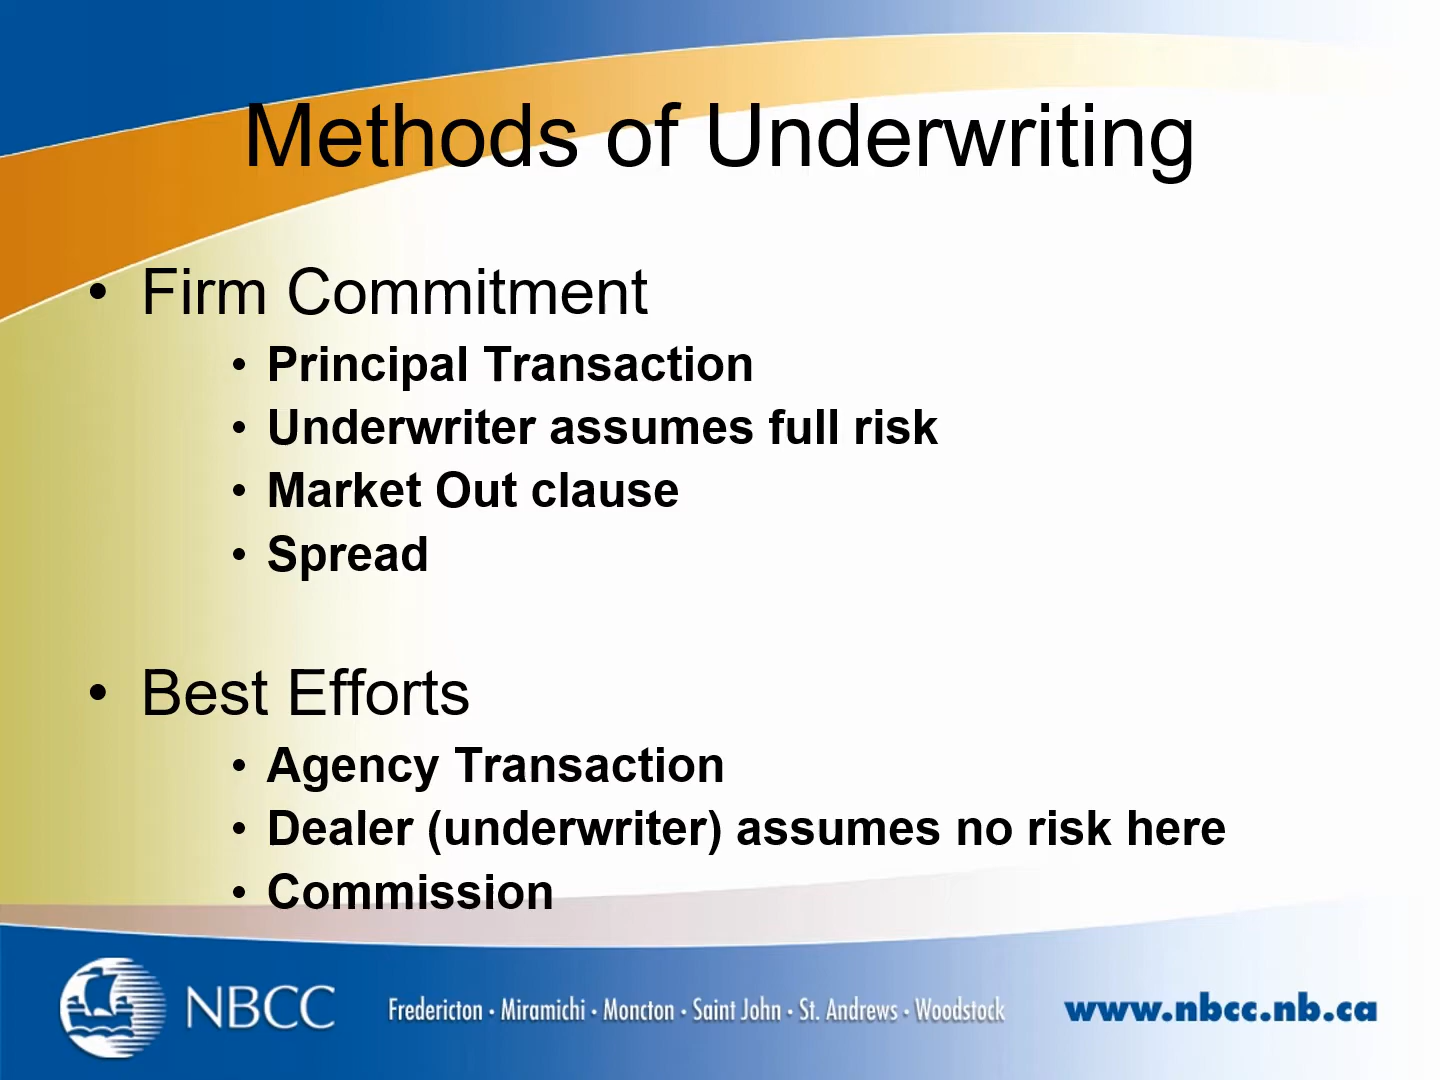 Methods of Underwriting
• Firm Commitment
• Principal Transaction
• Underwriter assumes full risk
• Market Out clause
• Spread
• Best Efforts
• Agency Transaction
• Dealer (underwriter) assumes no risk here
• Commission
NBCC
Fredericton • Miramichi • Moncton • Saint John • St. Andrews • Woodstock
www.nbcc.nb.ca